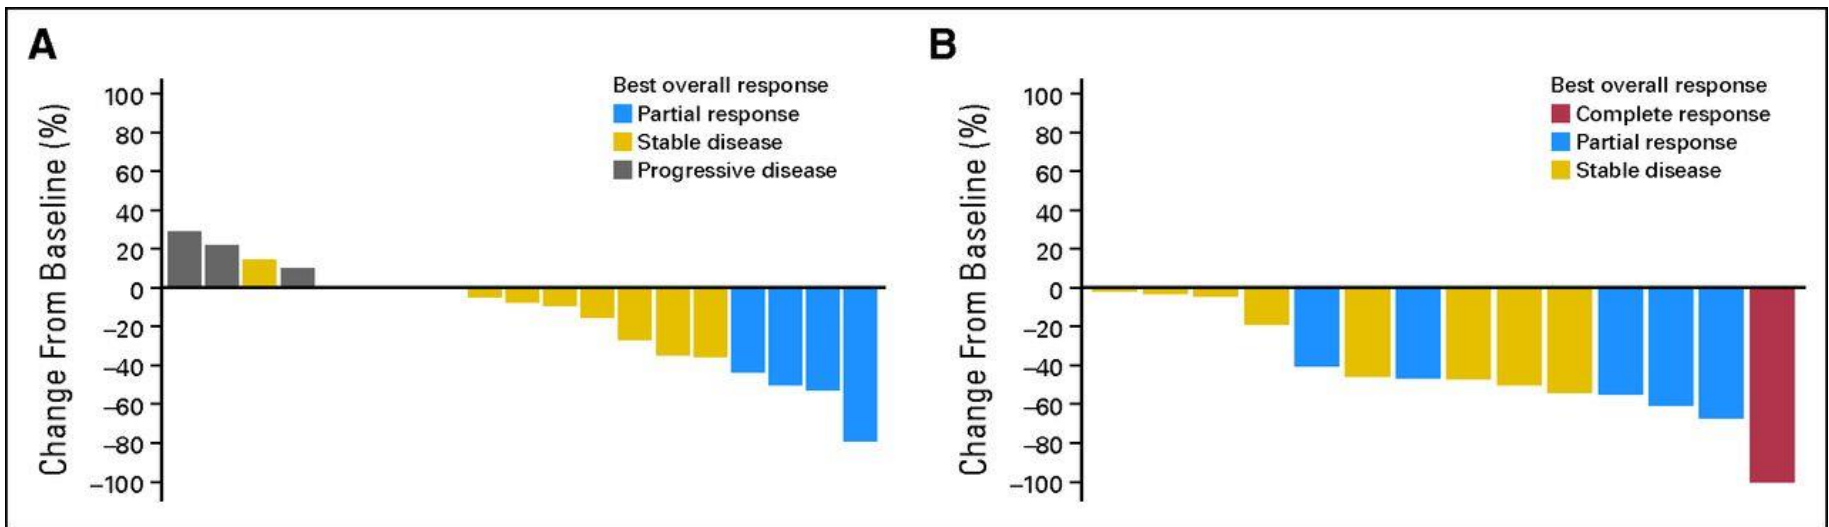 A
Change From Baseline (%)
100
80
60
40
20
0
–20
–40
–60
–80
–100
Best overall response
Partial response
Stable disease
Progressive disease
B
Change From Baseline (%)
100
80
60
40
20
0
–20
–40
–60
–80
–100
Best overall response
Complete response
Partial response
Stable disease